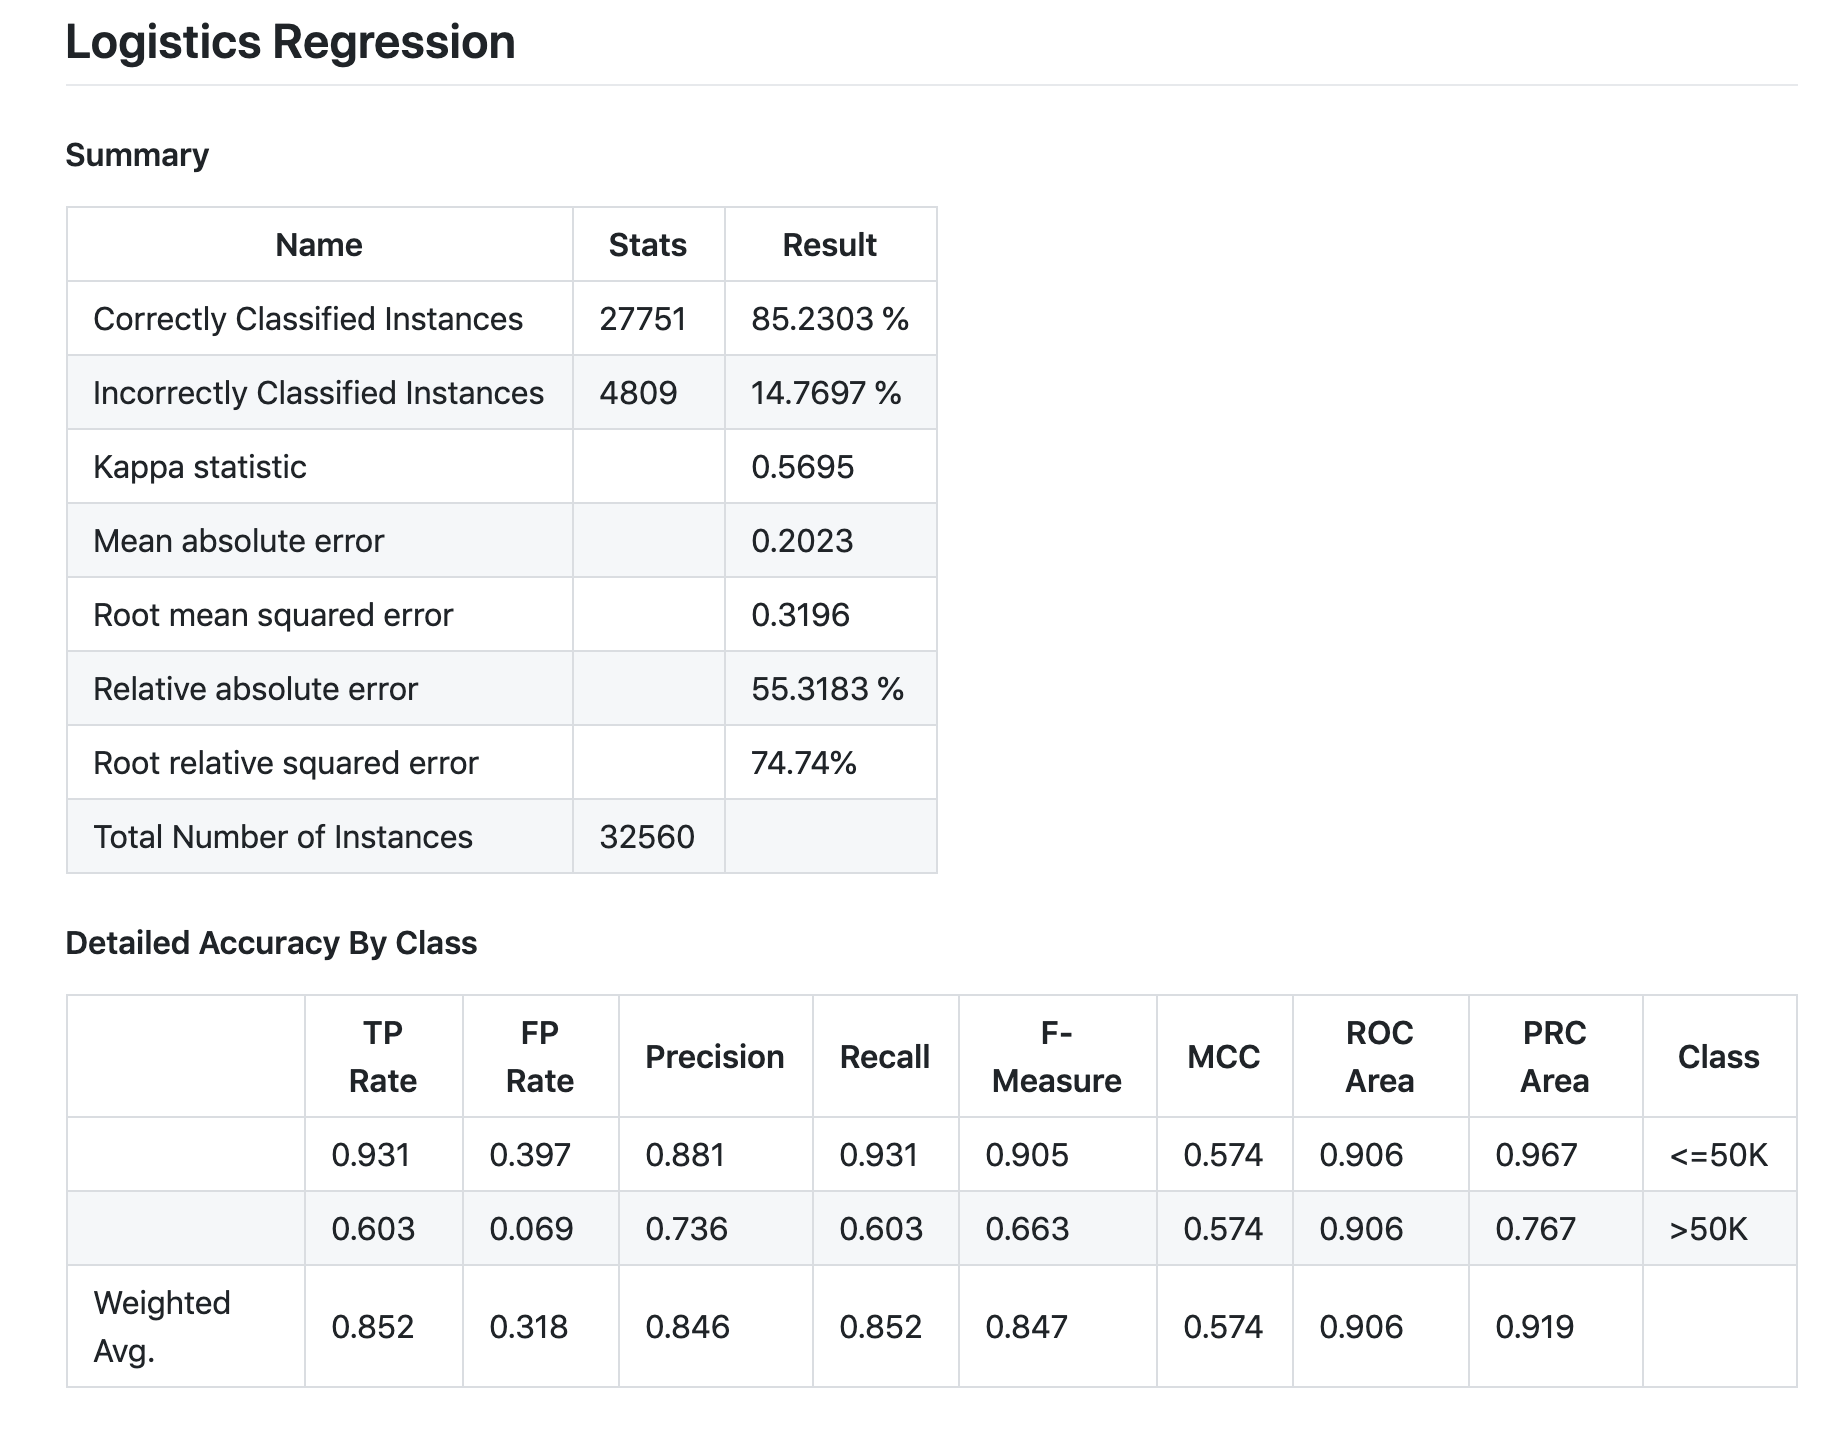 Logistics Regression
Summary
Name Stats Result
Correctly Classified Instances 27751 85.2303 %
Incorrectly Classified Instances 4809 14.7697 %
Kappa statistic 0.5695
Mean absolute error 0.2023
Root mean squared error 0.3196
Relative absolute error 55.3183 %
Root relative squared error 74.74%
Total Number of Instances 32560
Detailed Accuracy By Class
TP Rate FP Rate Precision Recall F-Measure MCC ROC Area PRC Area Class
0.931 0.397 0.881 0.931 0.905 0.574 0.906 0.967 <=50K
0.603 0.069 0.736 0.603 0.663 0.574 0.906 0.767 >50K
Weighted Avg. 0.852 0.318 0.846 0.852 0.847 0.574 0.906 0.919